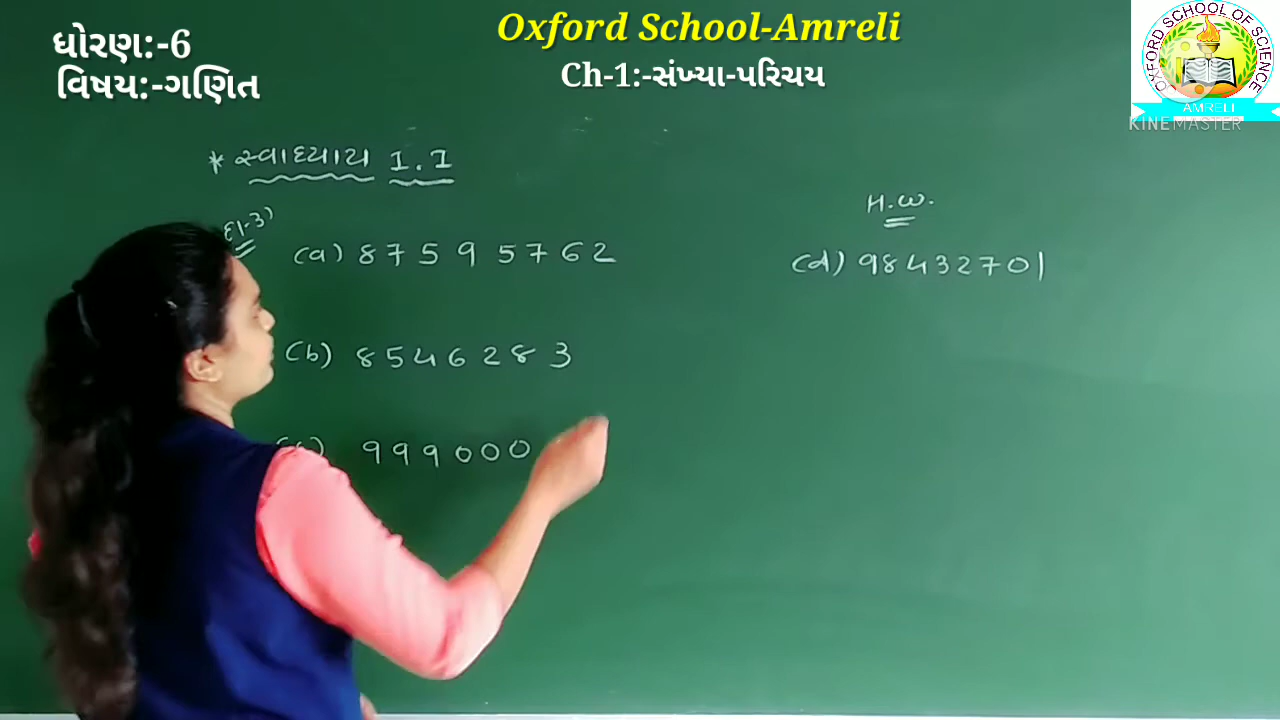 ધોરણ:-6
વિષય:-ગણિત
Oxford School-Amreli
Ch-1:-સંખ્યા-પરિચય
OXFORD SCHOOL OF SCIENCE
AMRELI
KINEMASTER
* સ્વાધ્યાય 1.1
(a) 87595762
(b) 8546283
(c) 999000
H.W.
(d) 98432701